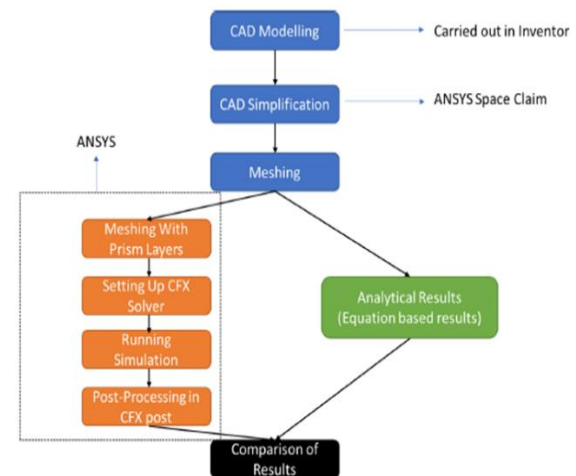 CAD Modelling
Carried out in Inventor
CAD Simplification
ANSYS Space Claim
ANSYS
Meshing
Meshing With
Prism Layers
Setting Up CFX
Solver
Running
Simulation
Post-Processing in
CFX post
Analytical Results
(Equation based results)
Comparison of
Results